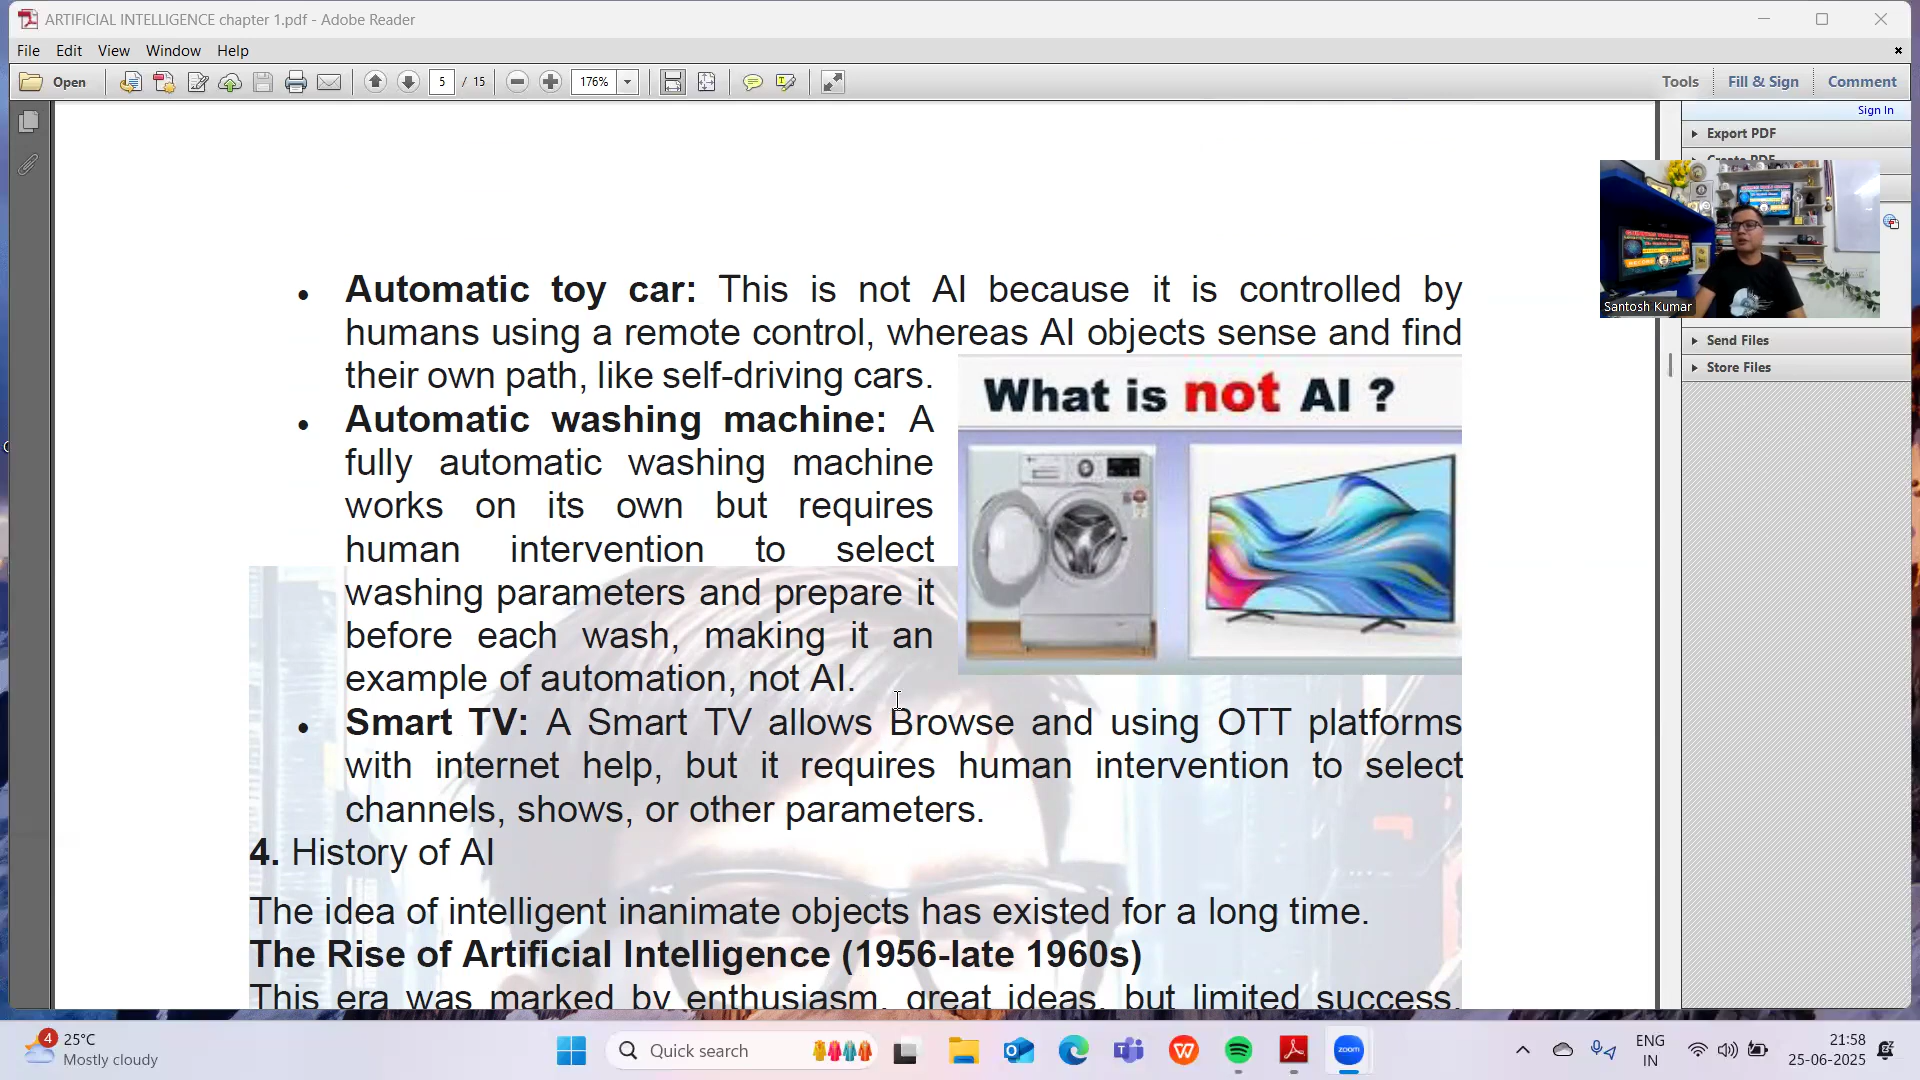 ARTIFICIAL INTELLIGENCE chapter 1.pdf - Adobe Reader
File Edit View Window Help
Open 5 / 15 176% Tools Fill & Sign Comment
Sign In
Export PDF
Santosh Kumar
Send Files
Store Files
• Automatic toy car: This is not AI because it is controlled by
humans using a remote control, whereas AI objects sense and find
their own path, like self-driving cars.
• Automatic washing machine: A
fully automatic washing machine
works on its own but requires
human intervention to select
washing parameters and prepare it
before each wash, making it an
example of automation, not AI.
What is not AI ?
• Smart TV: A Smart TV allows Browse and using OTT platforms
with internet help, but it requires human intervention to select
channels, shows, or other parameters.
4. History of AI
The idea of intelligent inanimate objects has existed for a long time.
The Rise of Artificial Intelligence (1956-late 1960s)
This era was marked by enthusiasm, great ideas, but limited success.
4 25°C
Mostly cloudy
Quick search
zoom
ENG
IN
21:58
25-06-2025